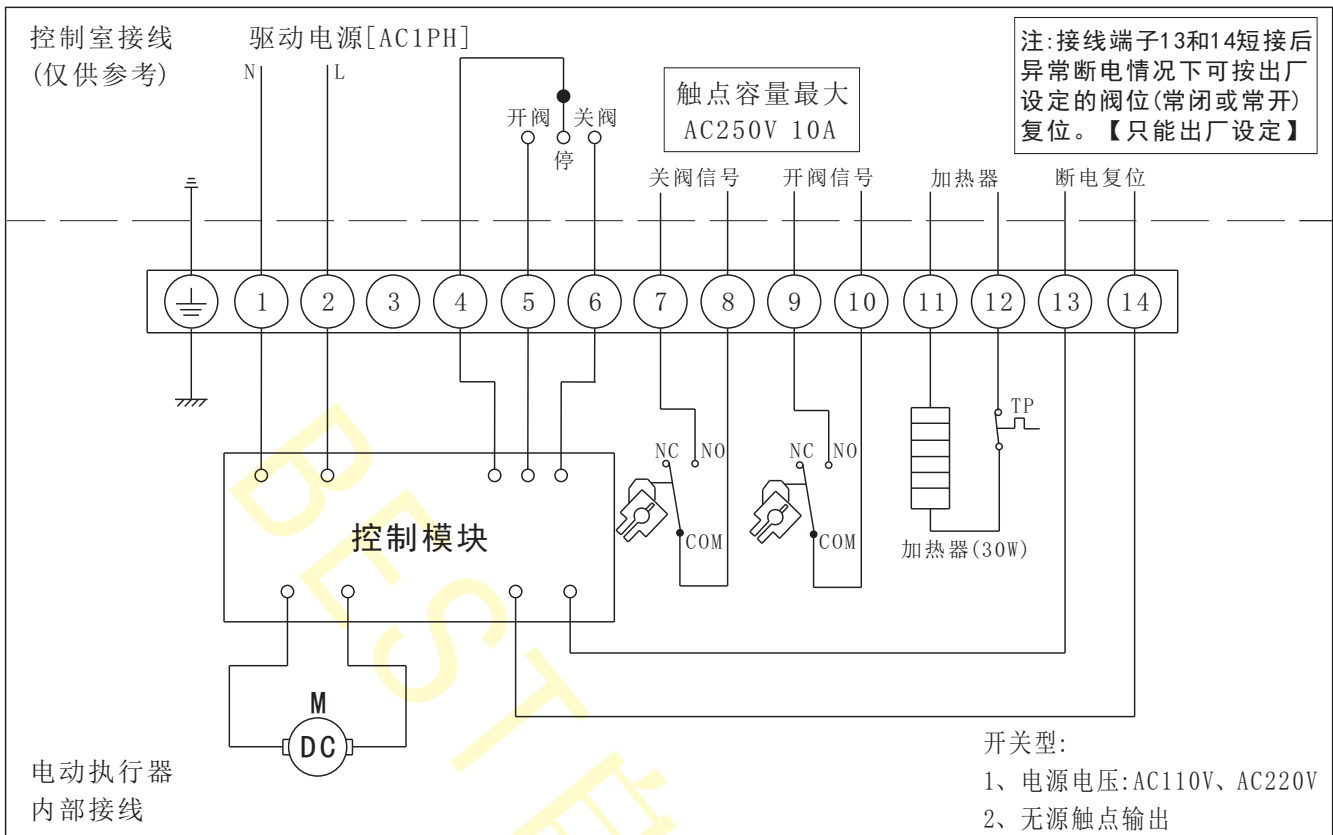 控制室接线
(仅供参考)
驱动电源[AC1PH]
N L
开阀 关阀
停
触点容量最大
AC250V 10A
注:接线端子13和14短接后
异常断电情况下可按出厂
设定的阀位(常闭或常开)
复位。【只能出厂设定】
关阀信号 开阀信号 加热器 断电复位
1 2 3 4 5 6 7 8 9 10 11 12 13 14
TP
NC NO NC NO
控制模块
COM COM
加热器(30W)
M
DC
电动执行器
内部接线
开关型:
1、电源电压:AC110V、AC220V
2、无源触点输出
BEST